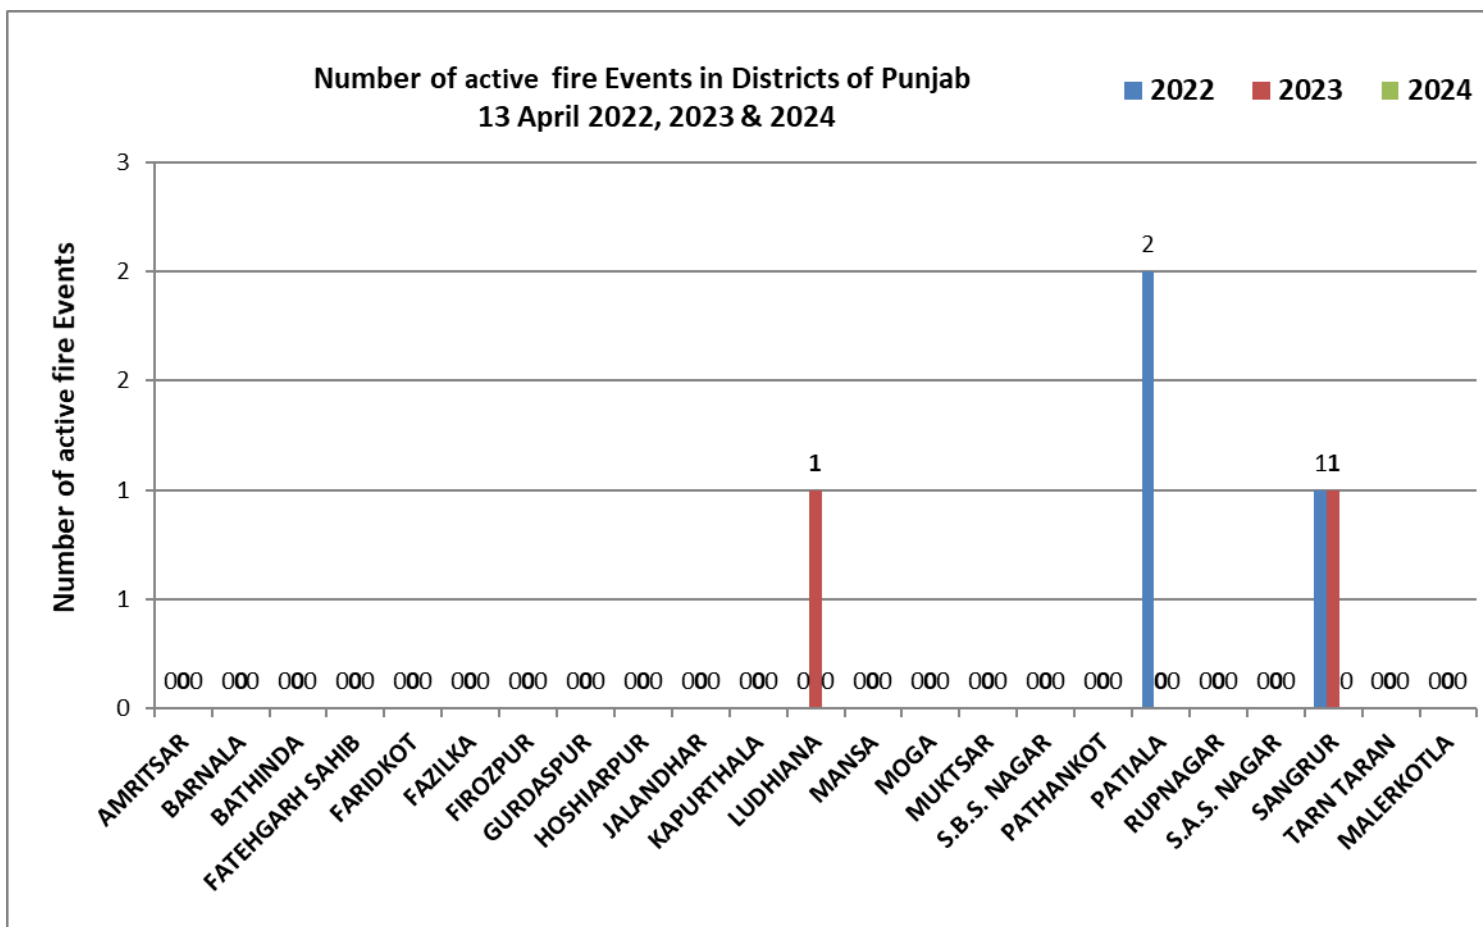 Number of active fire Events in Districts of Punjab
13 April 2022, 2023 & 2024
2022 2023 2024
Number of active fire Events
3
2
2
1
1
0
2
1
11
000 000 000 000 000 000 000 000 000 000 000 000 000 000 000 000 000 00 000 000 0 000 000
AMRITSAR
BARNALA
BATHINDA
FATEHGARH SAHIB
FARIDKOT
FAZILKA
FIROZPUR
GURDASPUR
HOSHIARPUR
JALANDHAR
KAPURTHALA
LUDHIANA
MANSA
MOGA
MUKTSAR
S.B.S. NAGAR
PATHANKOT
PATIALA
RUPNAGAR
S.A.S. NAGAR
SANGRUR
TARN TARAN
MALERKOTLA